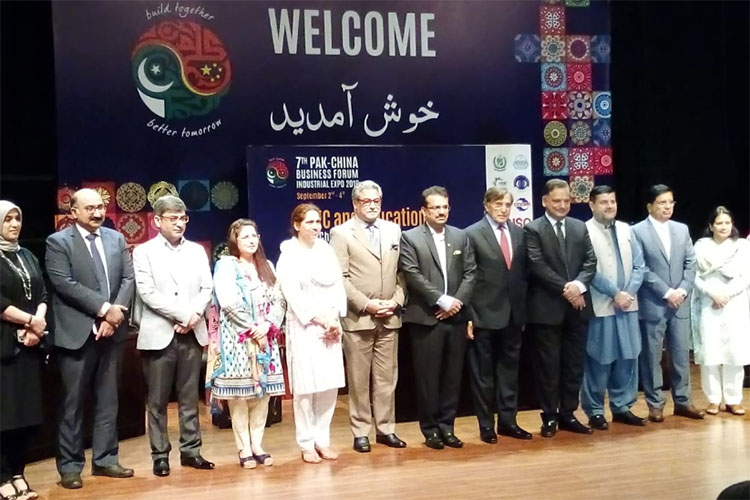 build together
better tomorrow
WELCOME
خوش آمدید
7TH PAK-CHINA
BUSINESS FORUM
INDUSTRIAL EXPO
September 2nd - 4th